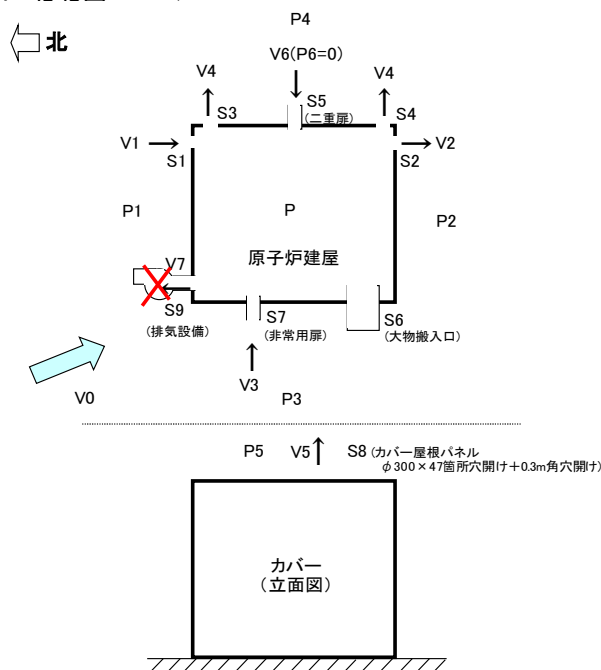 P4
北
V6(P6=0)
V4
V4
S3
S5
(二重扉)
S4
V1
S1
V2
S2
P1
P
P2
原子炉建屋
V7
S9
(排気設備)
S7
(非常用扉)
S6
(大物搬入口)
V3
V0
P3
P5
V5
S8 (カバー屋根パネル
φ300×47箇所穴開け+0.3m角穴開け)
カバー
(立面図)